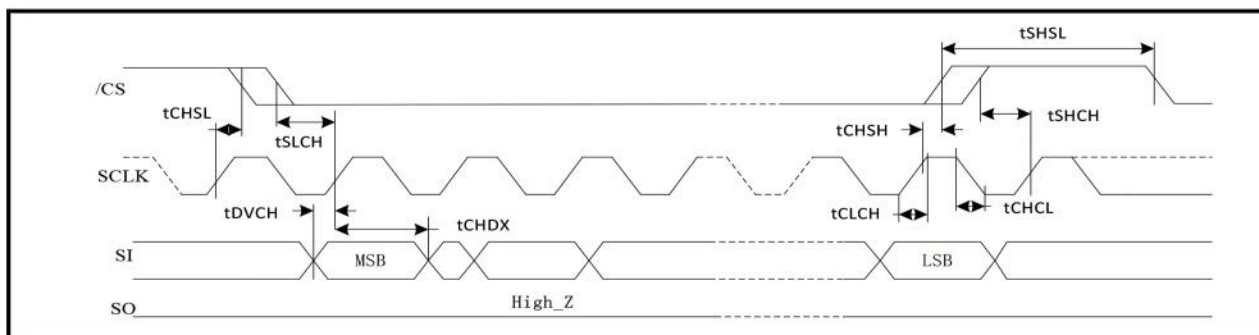 tSHSL
/CS
tCHSL
tSLCH
tCHSH
tSHCH
SCLK
tDVCH
tCHDX
tCLCH
tCHCL
SI
MSB
LSB
SO
High_Z